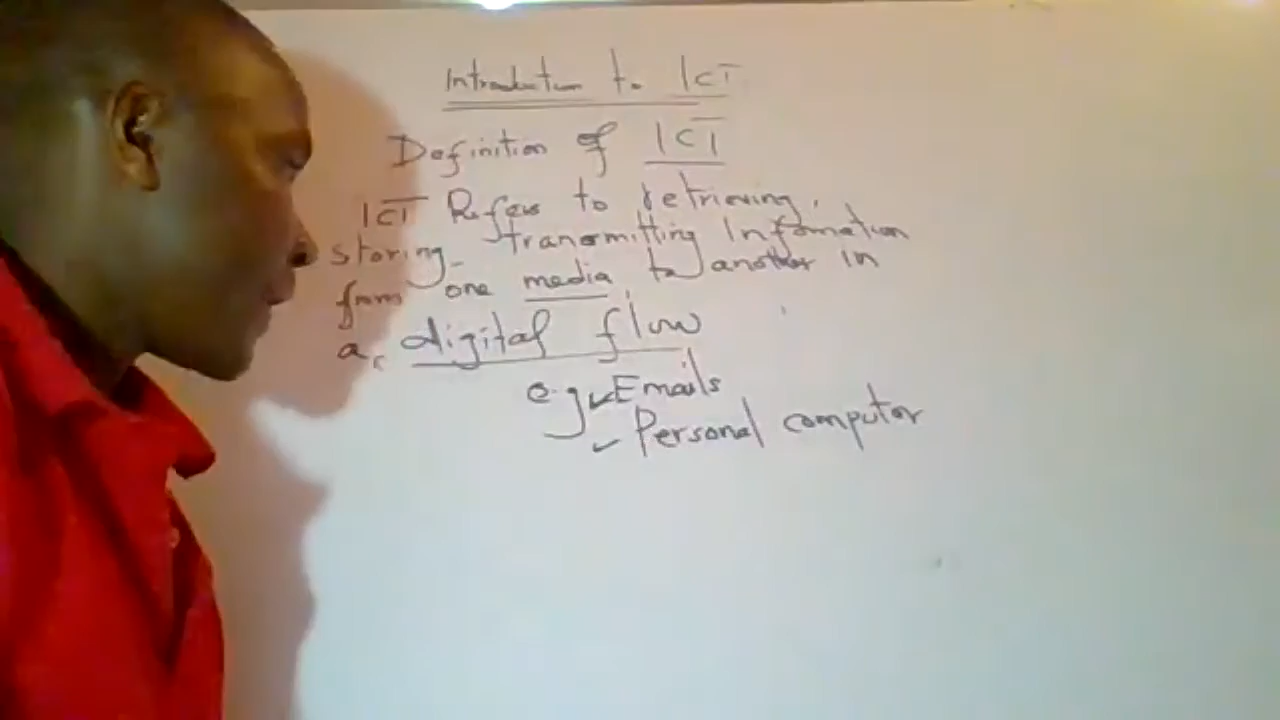 Introduction to ICT
Definition of ICT
ICT Refers to retrieving,
storing, transmitting Infomation
from one media to another in
a digital flow
e.g. ✓Emails
✓ Personal computer